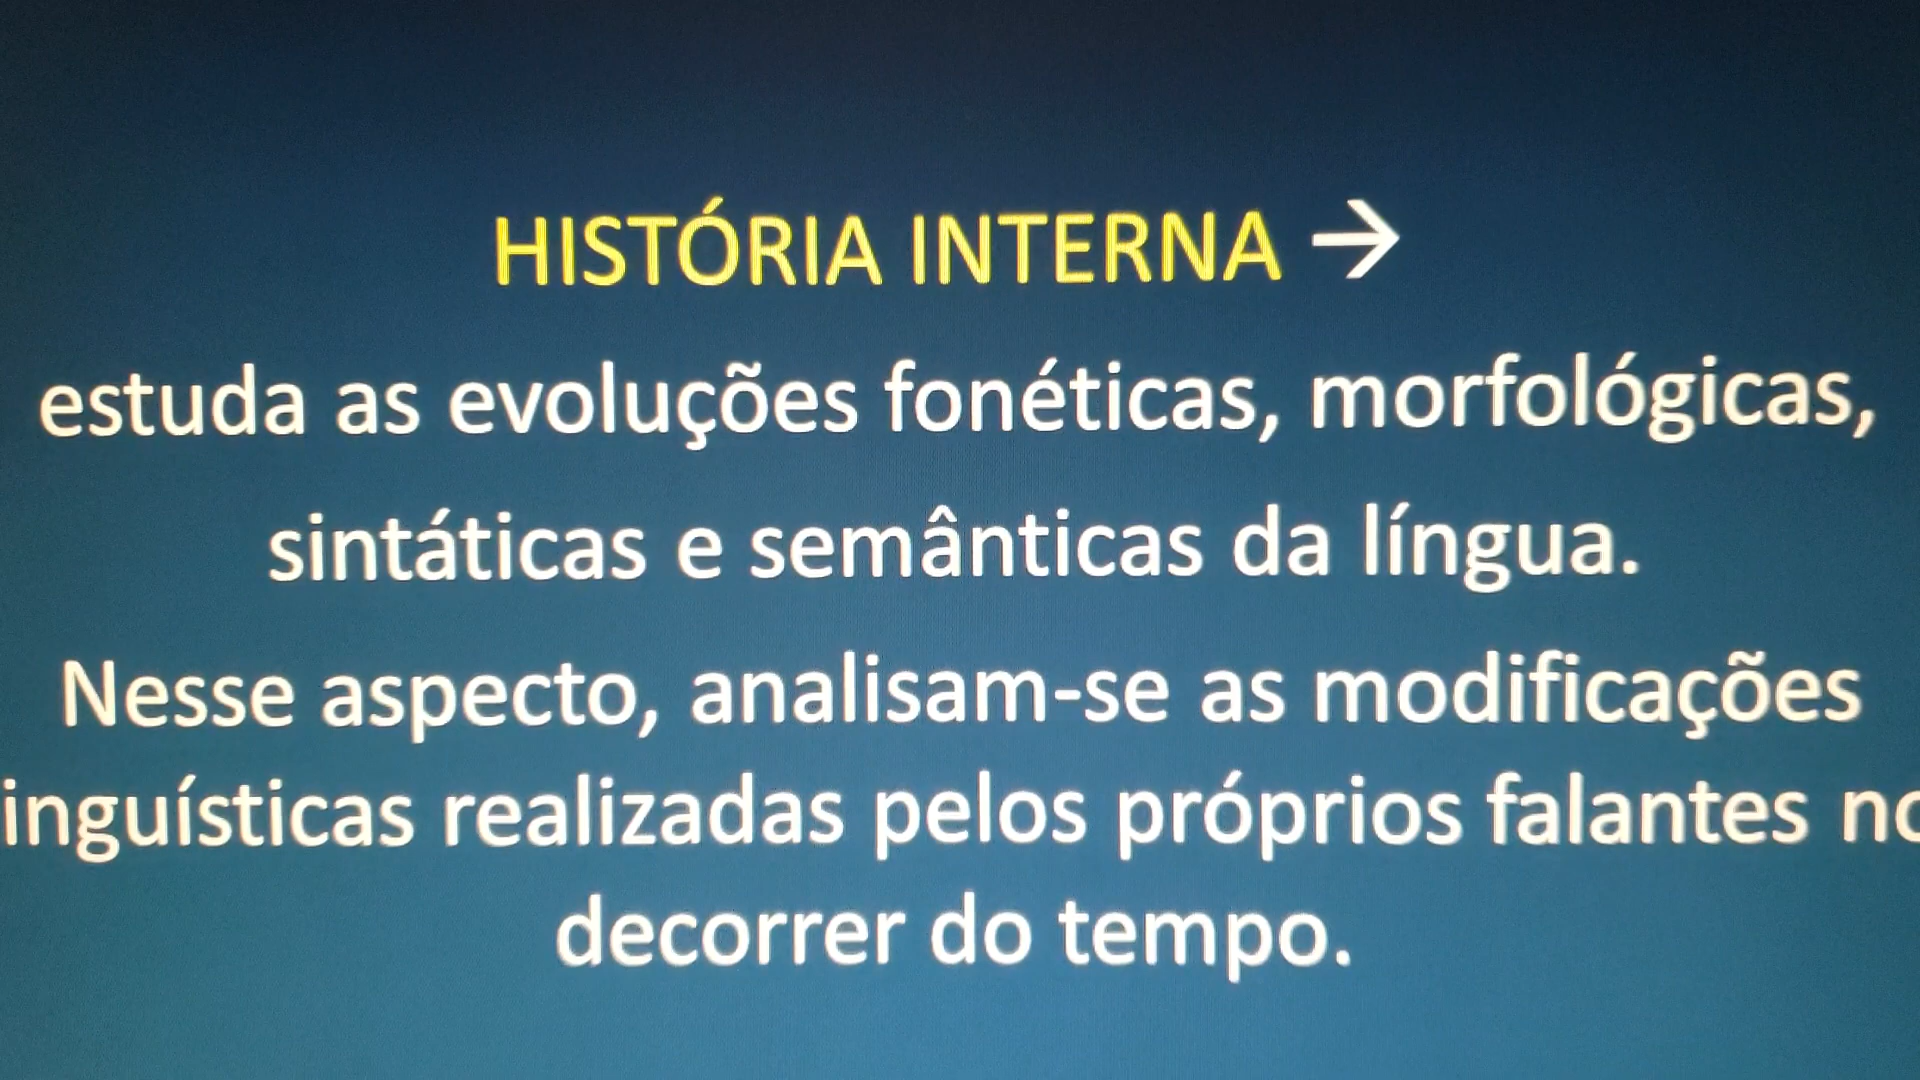 HISTÓRIA INTERNA →
estuda as evoluções fonéticas, morfológicas,
sintáticas e semânticas da língua.
Nesse aspecto, analisam-se as modificações
inguísticas realizadas pelos próprios falantes no
decorrer do tempo.